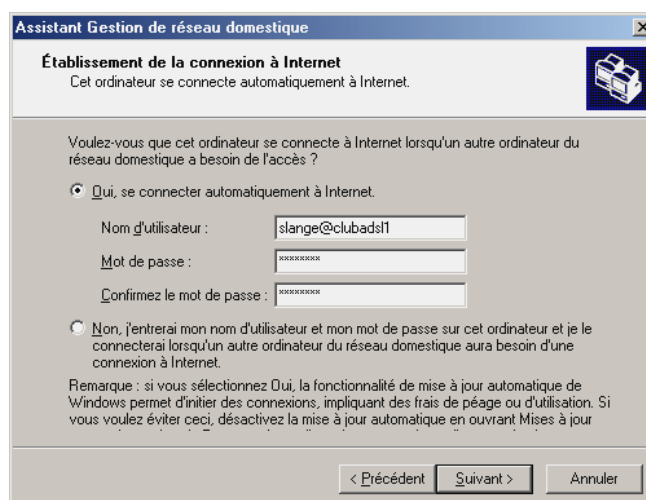 Assistant Gestion de réseau domestique
Établissement de la connexion à Internet
Cet ordinateur se connecte automatiquement à Internet.
Voulez-vous que cet ordinateur se connecte à Internet lorsqu'un autre ordinateur du
réseau domestique a besoin de l'accès ?
Oui, se connecter automatiquement à Internet.
Nom d'utilisateur :
slange@clubadsl1
Mot de passe :
********
Confirmez le mot de passe :
********
Non, j'entrerai mon nom d'utilisateur et mon mot de passe sur cet ordinateur et je le
connecterai lorsqu'un autre ordinateur du réseau domestique aura besoin d'une
connexion à Internet.
Remarque : si vous sélectionnez Oui, la fonctionnalité de mise à jour automatique de
Windows permet d'initier des connexions, impliquant des frais de péage ou d'utilisation. Si
vous voulez éviter ceci, désactivez la mise à jour automatique en ouvrant Mises à jour
< Précédent
Suivant >
Annuler